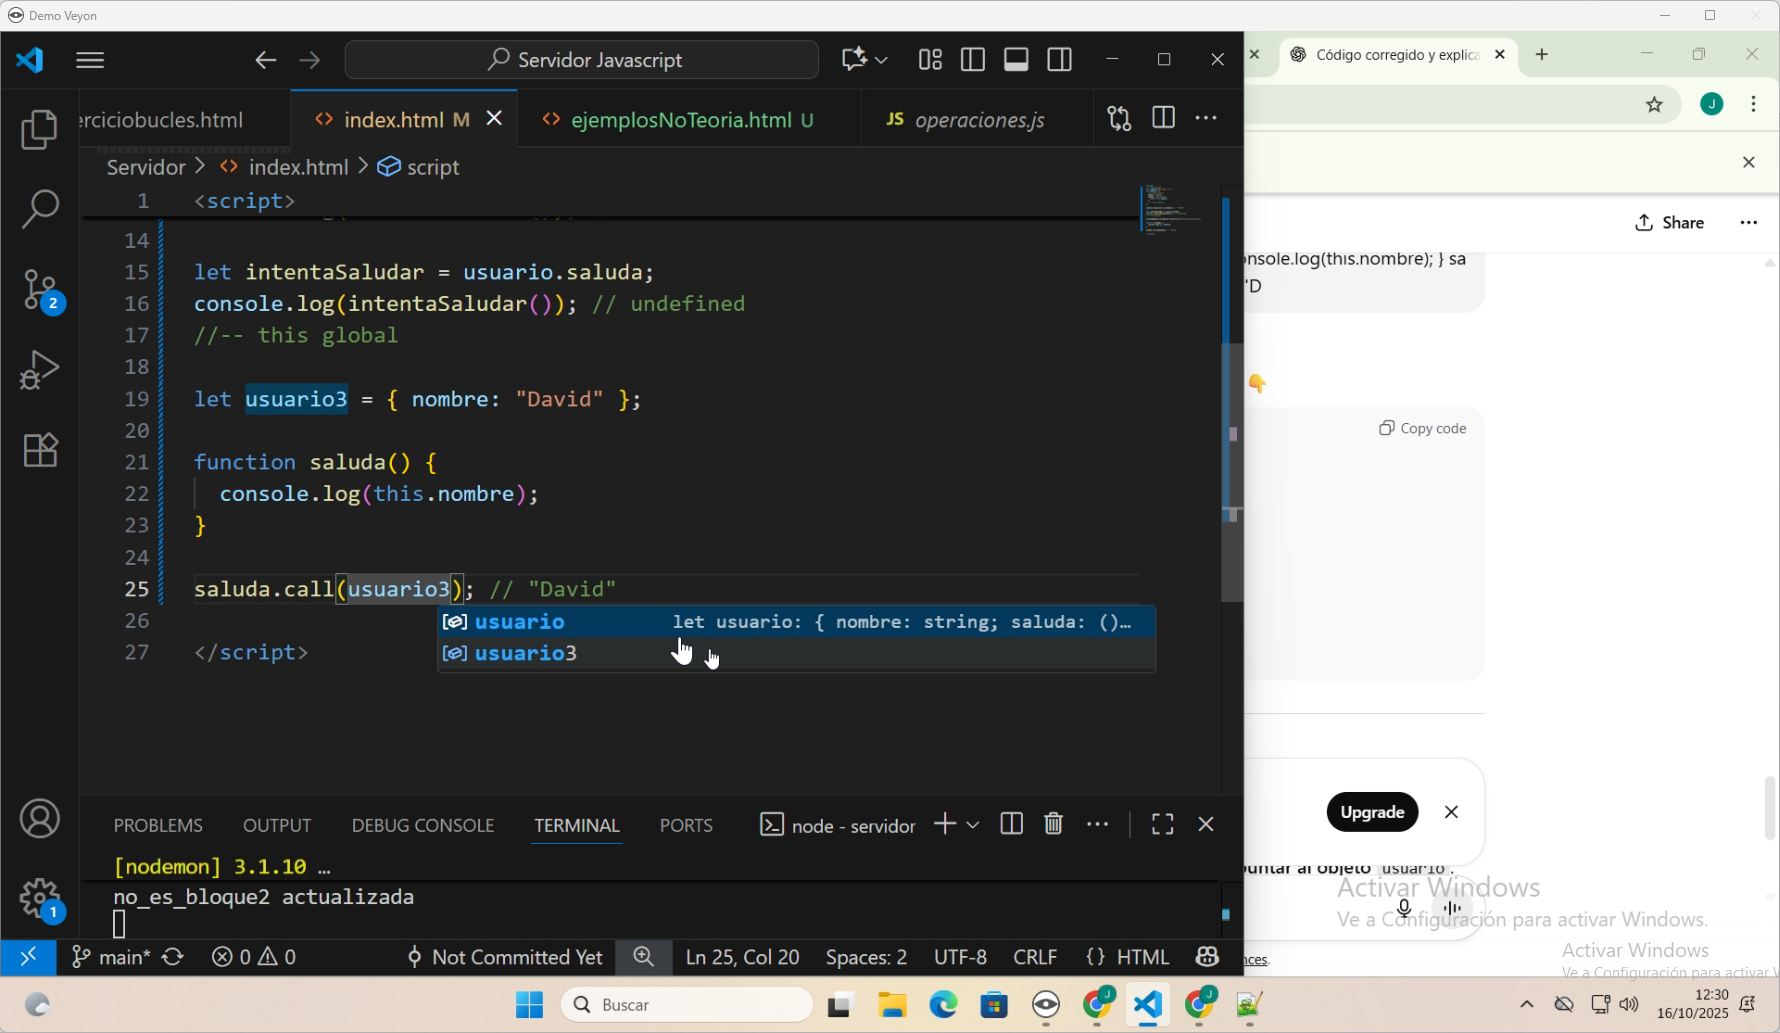 Demo Veyon
Servidor Javascript
Código corregido y explica
erciciobucles.html
index.html M
ejemplosNoTeoria.html U
JS operaciones.js
J
Servidor > index.html > script
1 <script>
14
15 let intentaSaludar = usuario.saluda;
16 console.log(intentaSaludar()); // undefined
17 //-- this global
18
19 let usuario3 = { nombre: "David" };
20
21 function saluda() {
22 console.log(this.nombre);
23 }
24
25 saluda.call(usuario3); // "David"
26
27 </script>
usuario let usuario: { nombre: string; saluda: ()…
usuario3
2
1
Share
nsole.log(this.nombre); } sa
'D
Copy code
Upgrade
puntar al objeto usuario .
nces.
PROBLEMS OUTPUT DEBUG CONSOLE TERMINAL PORTS node - servidor
[nodemon] 3.1.10 …
no_es_bloque2 actualizada
main* 0 0 Not Committed Yet Ln 25, Col 20 Spaces: 2 UTF-8 CRLF {} HTML
Activar Windows
Ve a Configuración para activar Windows.
Activar Windows
Ve a Configuración para activar W
Buscar
J
J
12:30
16/10/2025